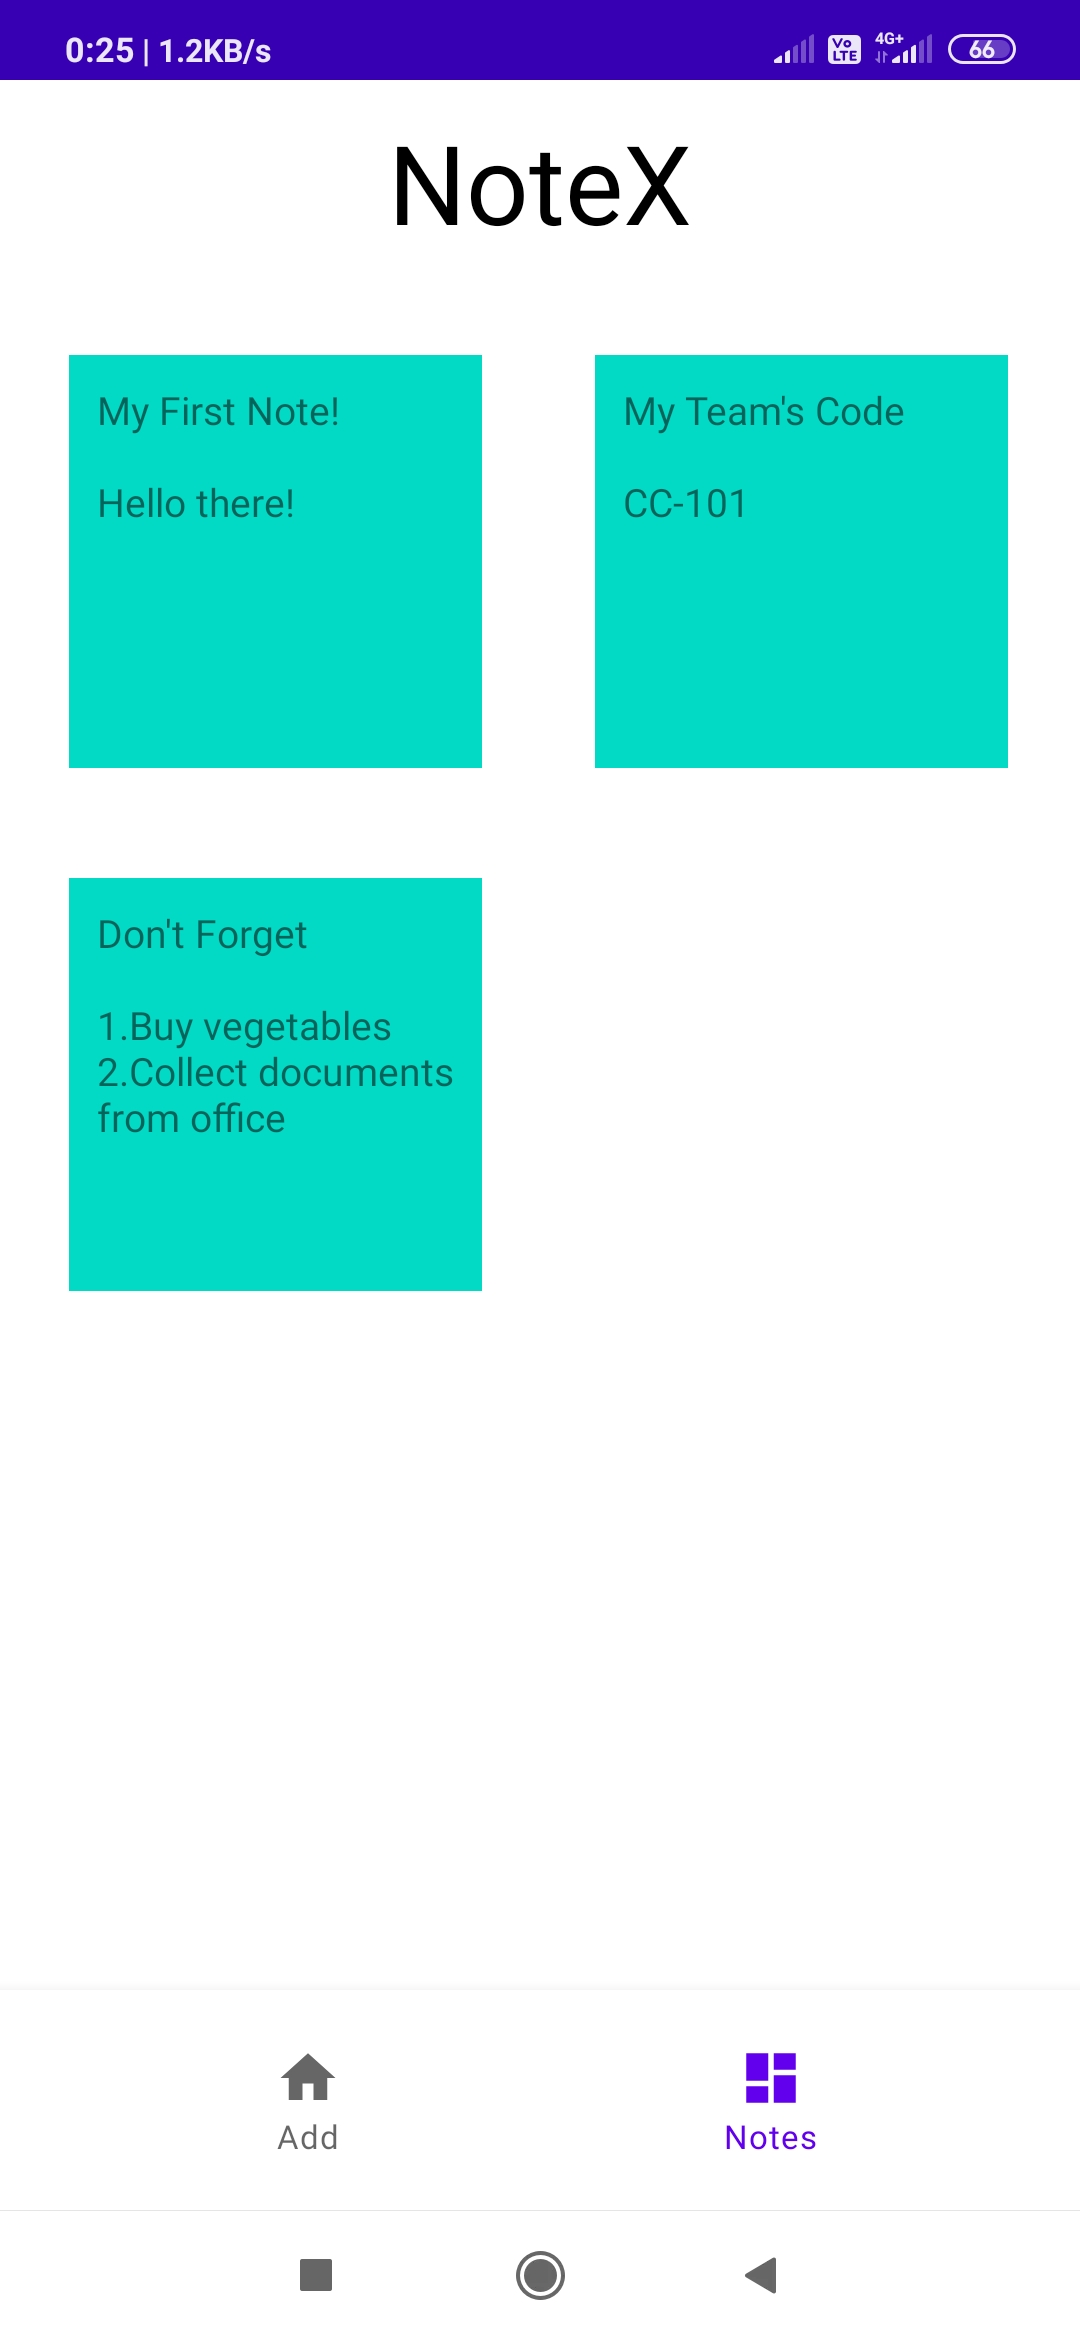 0:25 | 1.2KB/s
Vo
LTE
4G+
66
NoteX
My First Note!
Hello there!
My Team's Code
CC-101
Don't Forget
1.Buy vegetables
2.Collect documents
from office
Add
Notes